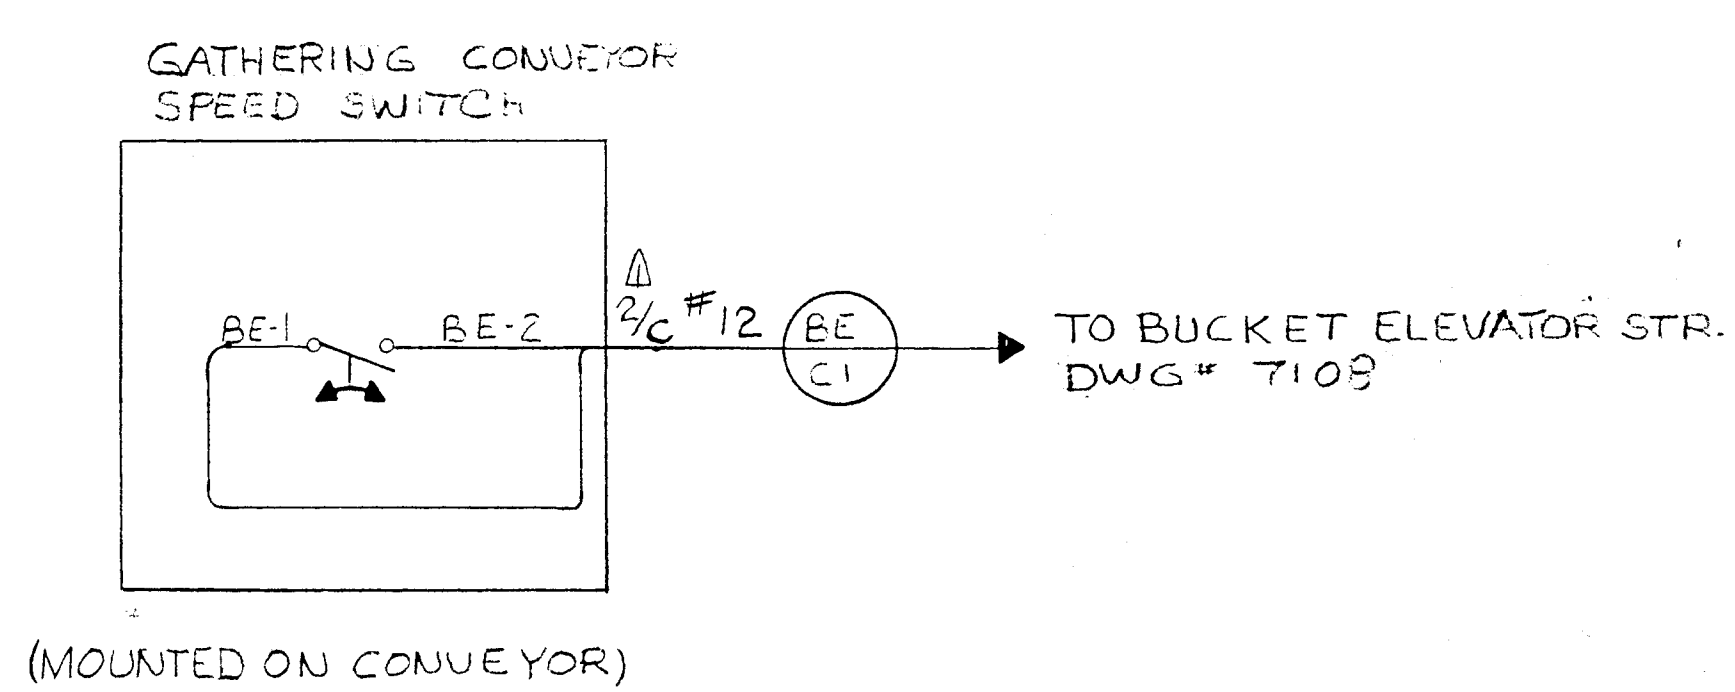 GATHERING CONVEYOR
SPEED SWITCH
BE-1
BE-2
1
2/C #12
BE
C1
TO BUCKET ELEVATOR STR.
DWG# 7108
(MOUNTED ON CONVEYOR)